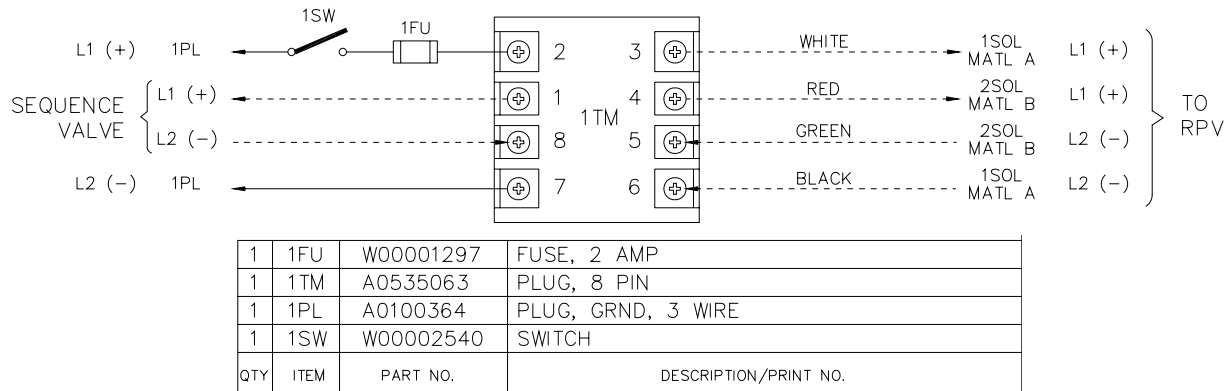 1SW
1FU
L1 (+) 1PL
2 3
WHITE
1SOL
MATL A
L1 (+)
SEQUENCE
VALVE
L1 (+)
1 4
RED
2SOL
MATL B
L1 (+)
1TM
TO
RPV
L2 (-)
8 5
GREEN
2SOL
MATL B
L2 (-)
L2 (-) 1PL
7 6
BLACK
1SOL
MATL A
L2 (-)
1 1FU W00001297 FUSE, 2 AMP
1 1TM A0535063 PLUG, 8 PIN
1 1PL A0100364 PLUG, GRND, 3 WIRE
1 1SW W00002540 SWITCH
QTY ITEM PART NO. DESCRIPTION/PRINT NO.